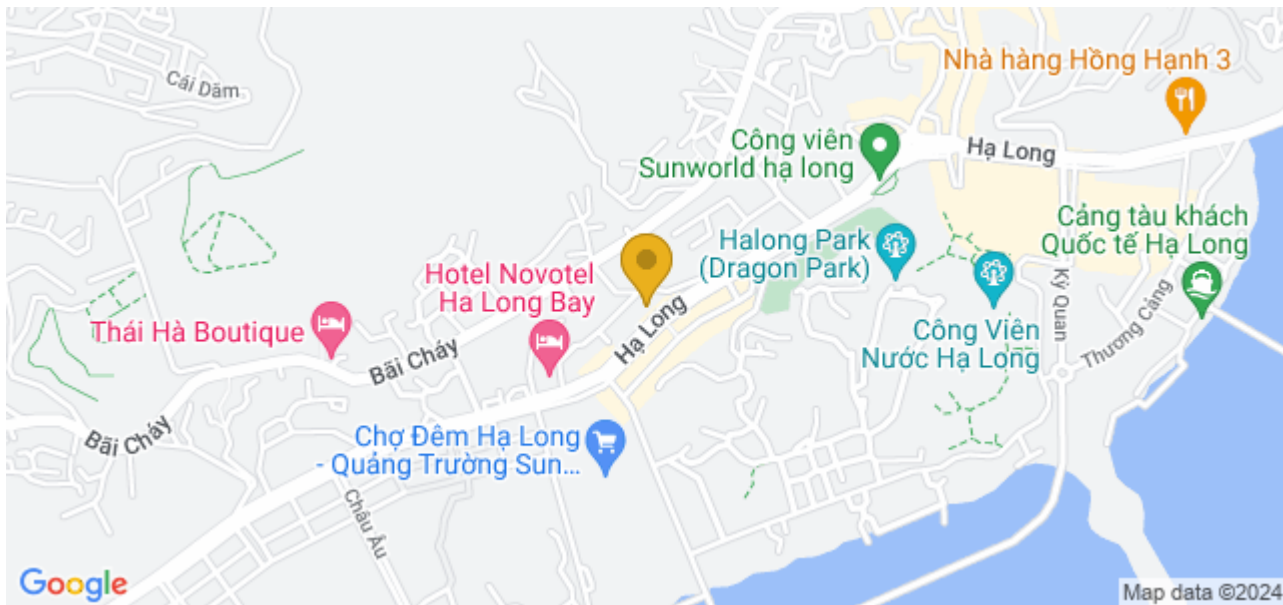 Cái Dăm
Nhà hàng Hồng Hạnh 3
Công viên
Sunworld hạ long
Hạ Long
Cảng tàu khách
Quốc tế Hạ Long
Halong Park
(Dragon Park)
Hotel Novotel
Ha Long Bay
Thái Hà Boutique
Bãi Cháy
Hạ Long
Kỳ Quan
Thương Cảng
Công Viên
Nước Hạ Long
Bãi Cháy
Chợ Đêm Hạ Long
- Quảng Trường Sun...
Châu Âu
Google
Map data ©2024